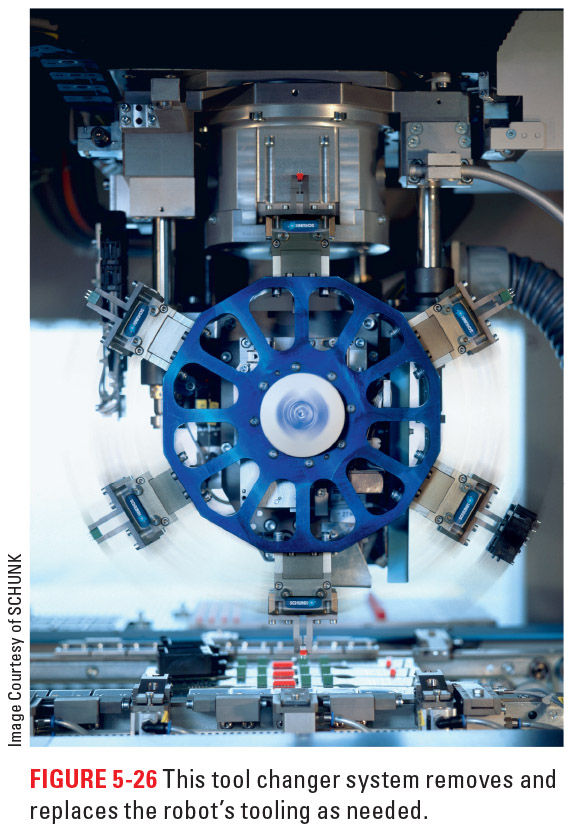 SCHUNK
SCHUNK
Image Courtesy of SCHUNK
FIGURE 5-26 This tool changer system removes and
replaces the robot's tooling as needed.